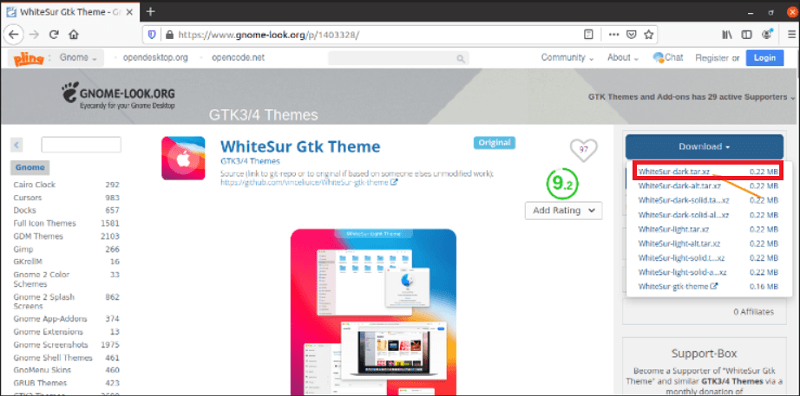 WhiteSur Gtk Theme - G
https://www.gnome-look.org/p/1403328/
pling Gnome opendesktop.org opencode.net Community About Chat Register or Login
GNOME-LOOK.ORG
Eyecandy for your Gnome Desktop
GTK3/4 Themes
GTK Themes and Add-ons has 29 active Supporters
Gnome
Cairo Clock 292
Cursors 983
Docks 657
Full Icon Themes 1581
GDM Themes 2103
Gimp 266
GKrellM 16
Gnome 2 Color Schemes 33
Gnome 2 Splash Screens 862
Gnome App-Addons 374
Gnome Extensions 13
Gnome Screenshots 1975
Gnome Shell Themes 461
GnoMenu Skins 460
GRUB Themes 423
WhiteSur Gtk Theme
GTK3/4 Themes
Original
97
Source (link to git-repo or to original if based on someone elses unmodified work):
9.2
Add Rating
WhiteSur Light Theme
Download
WhiteSur-dark.tar.xz 0.22 MB
WhiteSur-dark-alt.tar.xz 0.22 MB
WhiteSur-dark-solid.ta...xz 0.22 MB
WhiteSur-dark-solid-al...xz 0.22 MB
WhiteSur-light.tar.xz 0.22 MB
WhiteSur-light-alt.tar.xz 0.22 MB
WhiteSur-light-solid.t...xz 0.22 MB
WhiteSur-light-solid-a...xz 0.22 MB
WhiteSur-gtk-theme 0.16 MB
0 Affiliates
Support-Box
Become a Supporter of "WhiteSur Gtk
Theme" and similar GTK3/4 Themes via a
monthly donation of